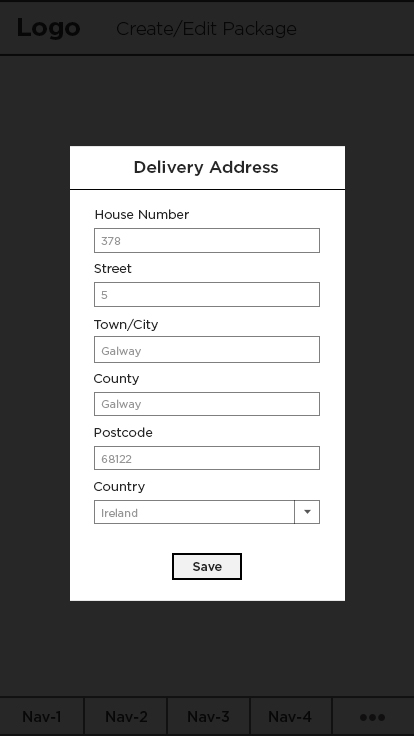 Logo Create/Edit Package
Delivery Address
House Number
378
Street
5
Town/City
Galway
County
Galway
Postcode
68122
Country
Ireland
Save
Nav-1 Nav-2 Nav-3 Nav-4